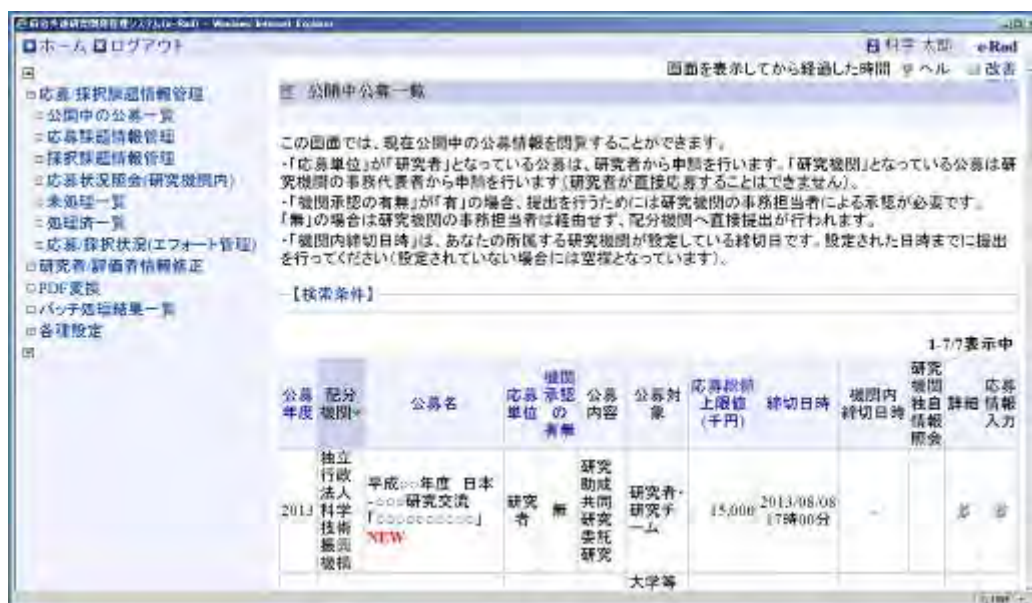 府省共通研究開発管理システム(e-Rad) - Windows Internet Explorer
ホーム ログアウト
科学 太郎 e-Rad
画面を表示してから経過した時間 ヘル 改善
応募/採択課題情報管理
公開中の公募一覧
応募課題情報管理
採択課題情報管理
応募状況照会(研究機関内)
未処理一覧
処理済一覧
応募/採択状況(エフォート管理)
研究者/評価者情報修正
PDF変換
バッチ処理結果一覧
各種設定
公開中公募一覧
この画面では、現在公開中の公募情報を閲覧することができます。
・「応募単位」が「研究者」となっている公募は、研究者から申請を行います。「研究機関」となっている公募は研
究機関の事務代表者から申請を行います(研究者が直接応募することはできません)。
・「機関承認の有無」が「有」の場合、提出を行うためには研究機関の事務担当者による承認が必要です。
「無」の場合は研究機関の事務担当者は経由せず、配分機関へ直接提出が行われます。
・「機関内締切日時」は、あなたの所属する研究機関が設定している締切日です。設定された日時までに提出
を行ってください(設定されていない場合には空欄となっています)。
【検索条件】
1-7/7表示中
公募
年度
配分
機関
公募名
応募
単位
機関
承認
の
有無
公募
内容
公募対
象
応募総額
上限値
(千円)
締切日時
機関内
締切日時
研究
機関
独自
情報
照会
詳細
応募
情報
入力
2013
独立
行政
法人
科学
技術
振興
機構
平成○○年度 日本
-○○○研究交流
「○○○○○○○○○○」
NEW
研究
者
無
研究
助成
共同
研究
委託
研究
研究者・
研究チ
ーム
15,000
2013/08/08
17時00分
-
大学等